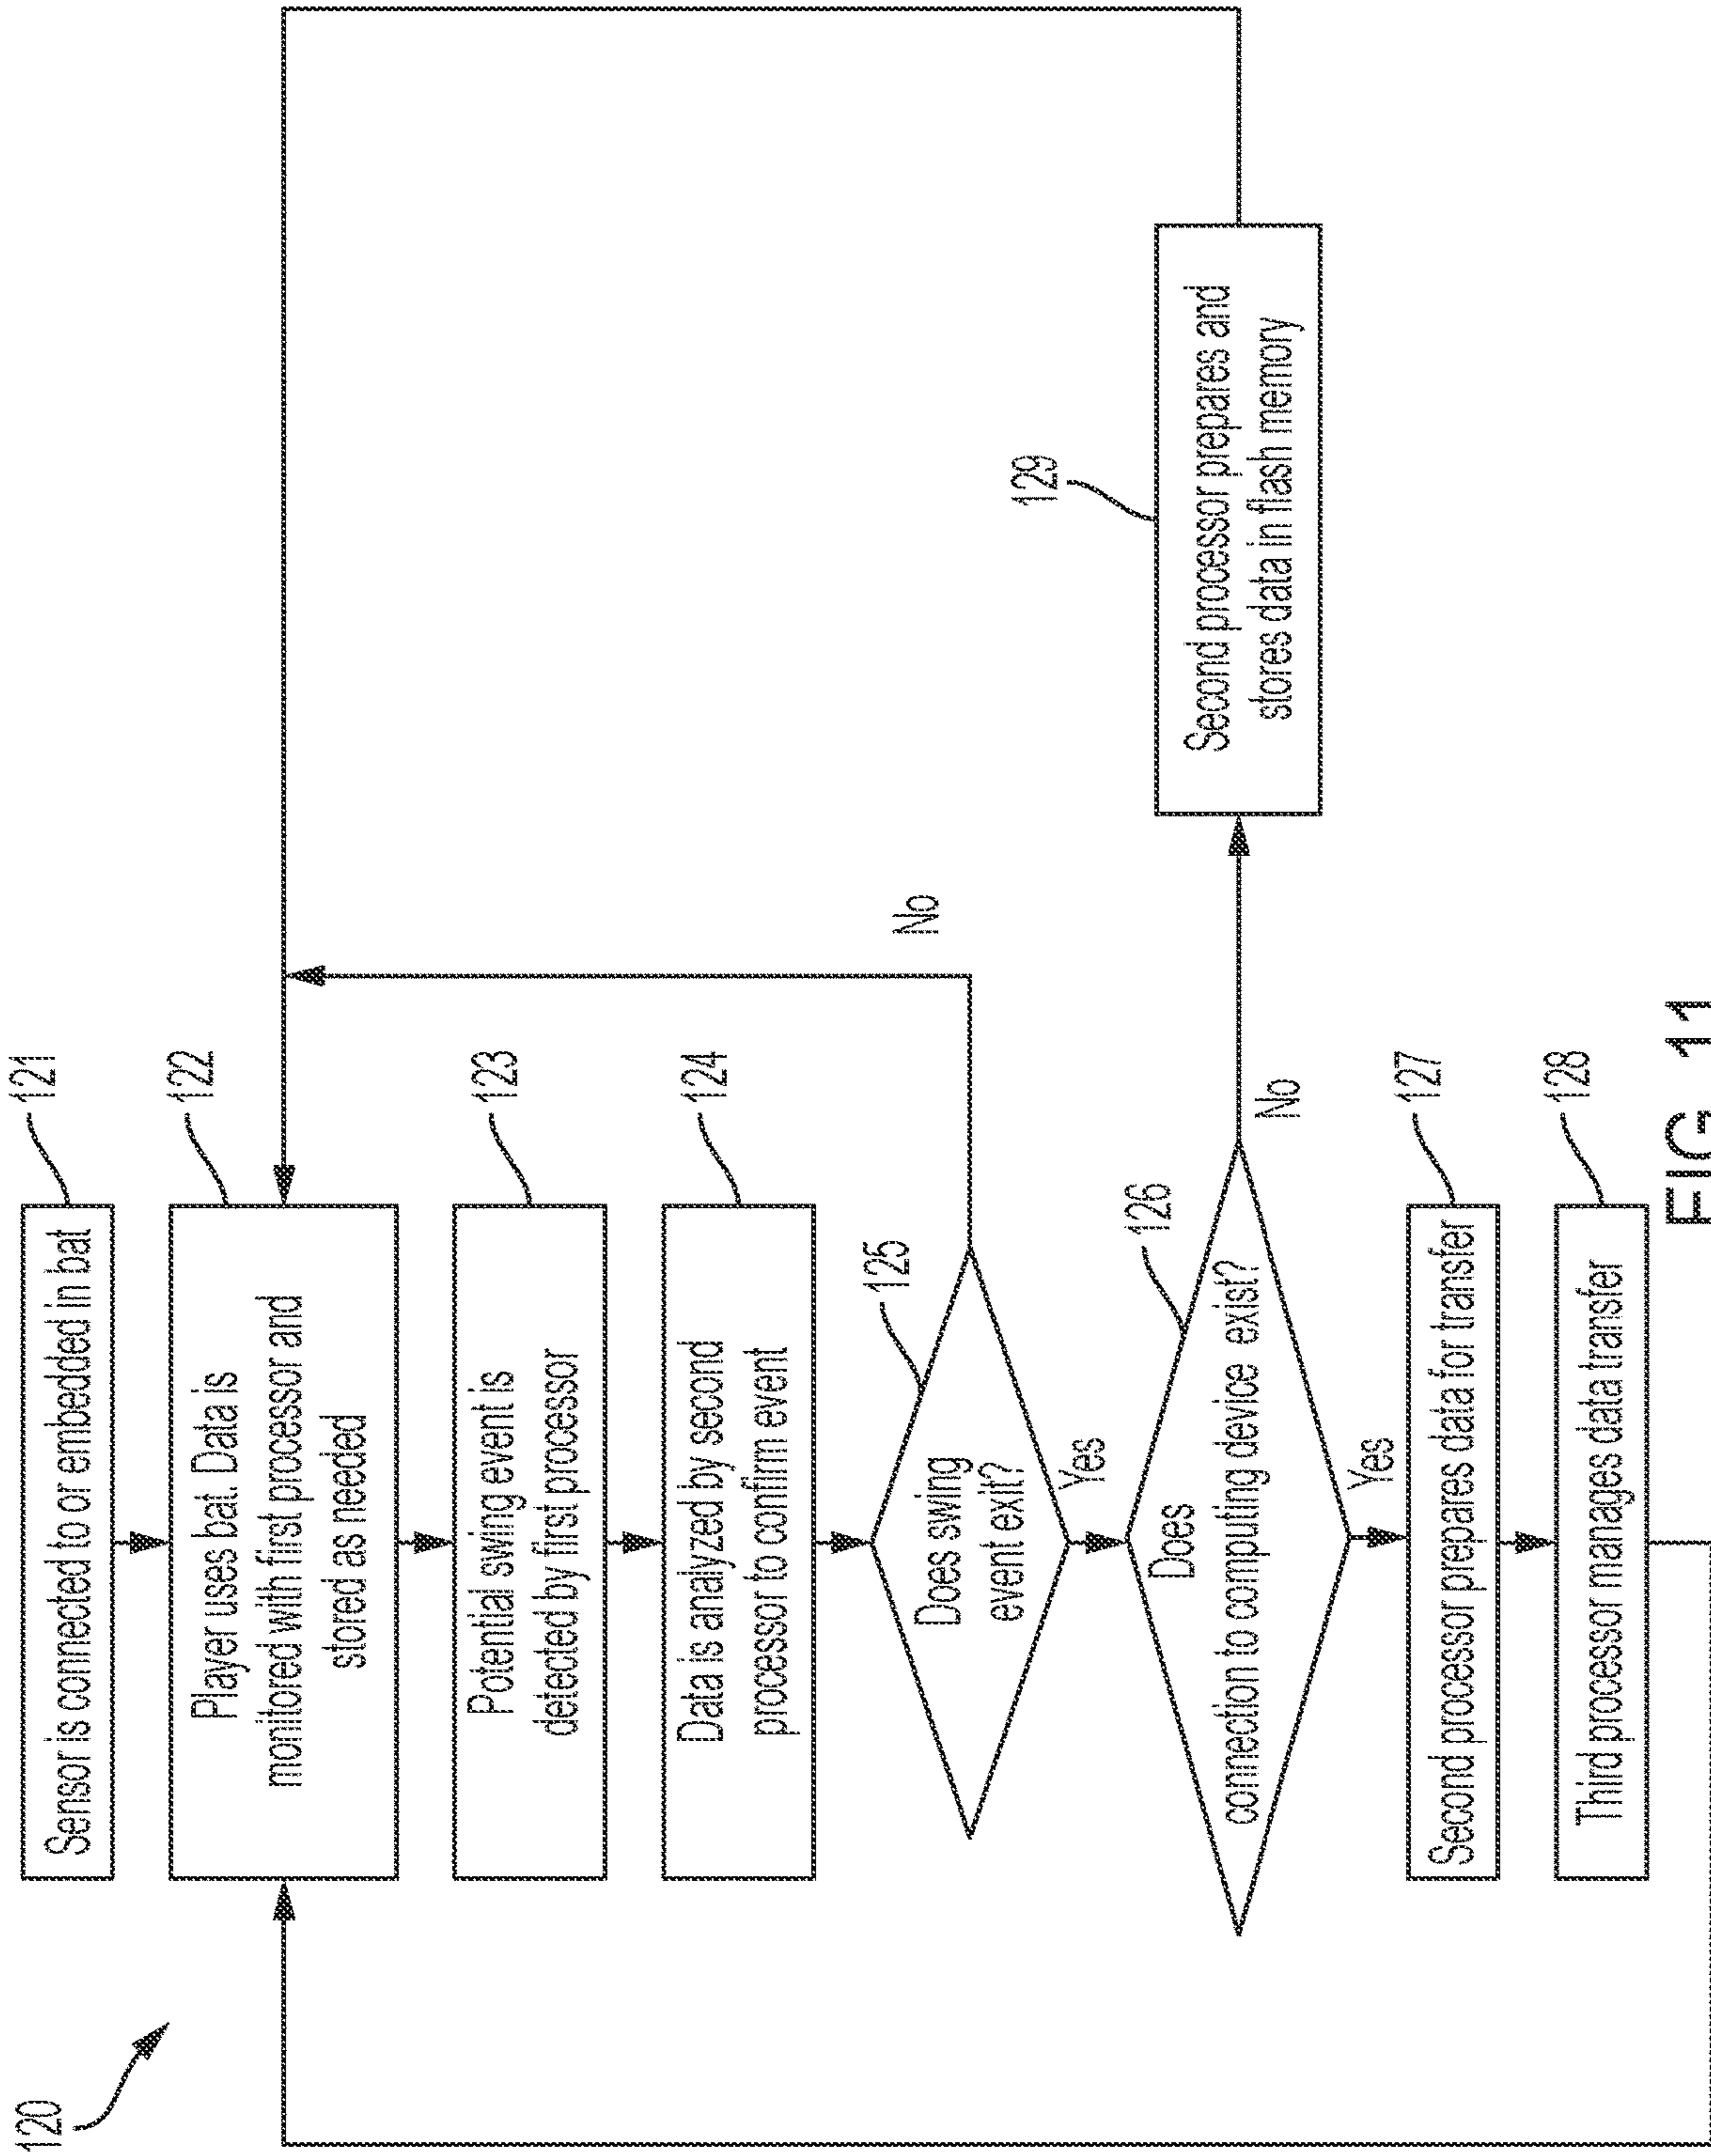 120
Sensor is connected to or embedded in bat
121
Player uses bat. Data is
monitored with first processor and
stored as needed
122
Potential swing event is
detected by first processor
123
Data is analyzed by second
processor to confirm event
124
Does swing
event exit?
125
No
Yes
Does
connection to computing device exist?
126
No
Yes
Second processor prepares data for transfer
127
Third processor manages data transfer
128
Second processor prepares and
stores data in flash memory
129
FIG. 11